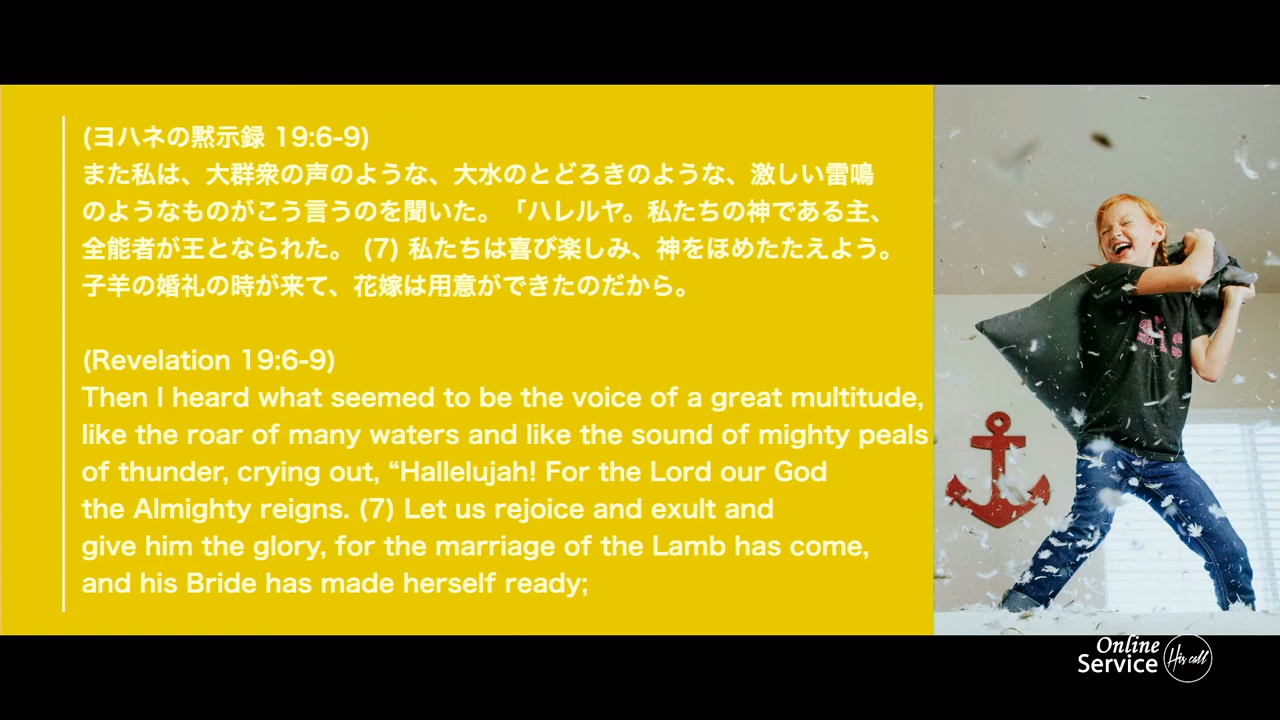 (ヨハネの黙示録 19:6-9)
また私は、大群衆の声のような、大水のとどろきのような、激しい雷鳴
のようなものがこう言うのを聞いた。「ハレルヤ。私たちの神である主、
全能者が王となられた。 (7) 私たちは喜び楽しみ、神をほめたたえよう。
子羊の婚礼の時が来て、花嫁は用意ができたのだから。
(Revelation 19:6-9)
Then I heard what seemed to be the voice of a great multitude,
like the roar of many waters and like the sound of mighty peals
of thunder, crying out, “Hallelujah! For the Lord our God
the Almighty reigns. (7) Let us rejoice and exult and
give him the glory, for the marriage of the Lamb has come,
and his Bride has made herself ready;
Online
Service
His call